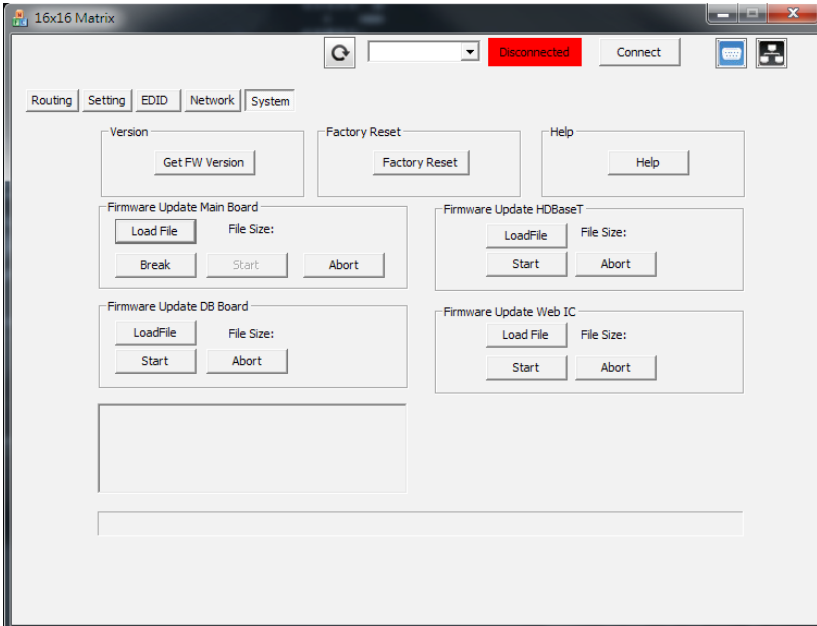 16x16 Matrix
Disconnected Connect
Routing Setting EDID Network System
Version Factory Reset Help
Get FW Version Factory Reset Help
Firmware Update Main Board Firmware Update HDBaseT
Load File File Size: LoadFile File Size:
Break Start Abort Start Abort
Firmware Update DB Board Firmware Update Web IC
LoadFile File Size: Load File File Size:
Start Abort Start Abort